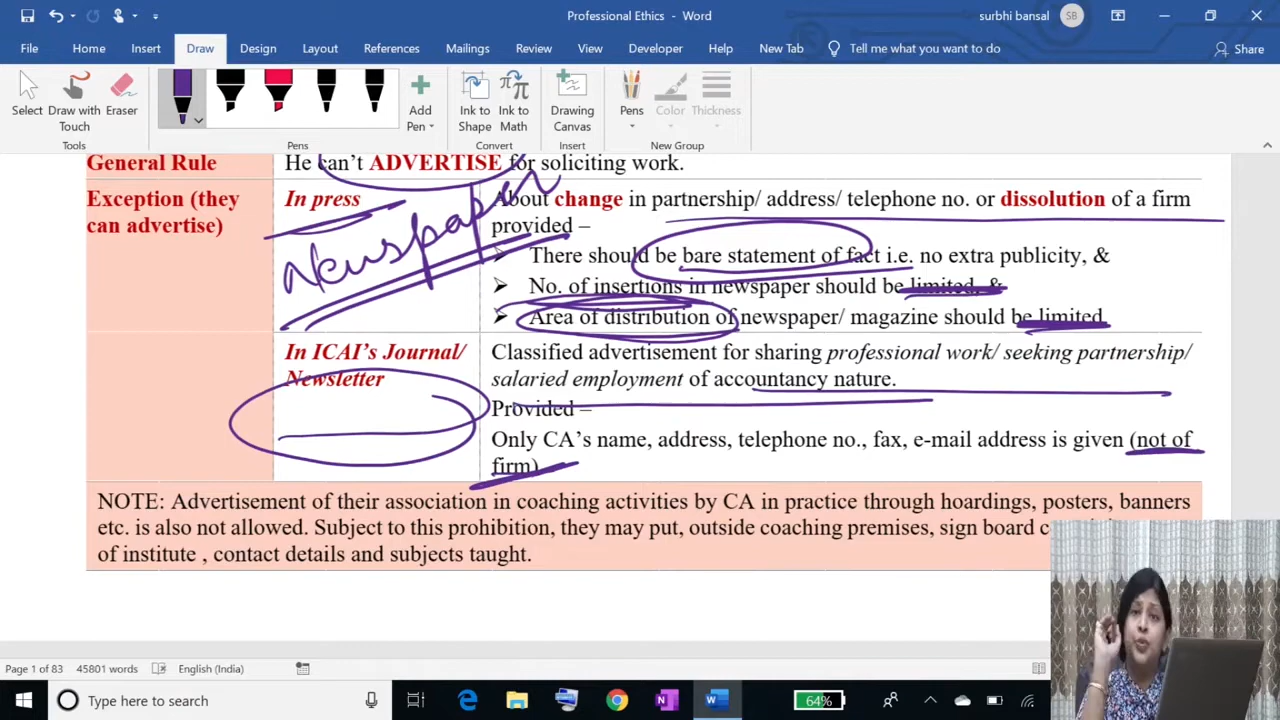 Professional Ethics - Word
surbhi bansal SB
File Home Insert Draw Design Layout References Mailings Review View Developer Help New Tab Tell me what you want to do Share
Select Draw with Touch Eraser Add Pen Ink to Shape Ink to Math Drawing Canvas Pens Color Thickness
Tools Pens Convert New Group
General Rule He can't ADVERTISE for soliciting work.
Exception (they can advertise)
In press
Newspaper
About change in partnership/ address/ telephone no. or dissolution of a firm
provided –
➤ There should be bare statement of fact i.e. no extra publicity, &
➤ No. of insertions in newspaper should be limited, &
➤ Area of distribution of newspaper/ magazine should be limited
In ICAI's Journal/
Newsletter
Classified advertisement for sharing professional work/ seeking partnership/
salaried employment of accountancy nature.
Provided –
Only CA's name, address, telephone no., fax, e-mail address is given (not of
firm)
NOTE: Advertisement of their association in coaching activities by CA in practice through hoardings, posters, banners
etc. is also not allowed. Subject to this prohibition, they may put, outside coaching premises, sign board
of institute , contact details and subjects taught.
Page 1 of 83 45801 words English (India)
Type here to search
64%